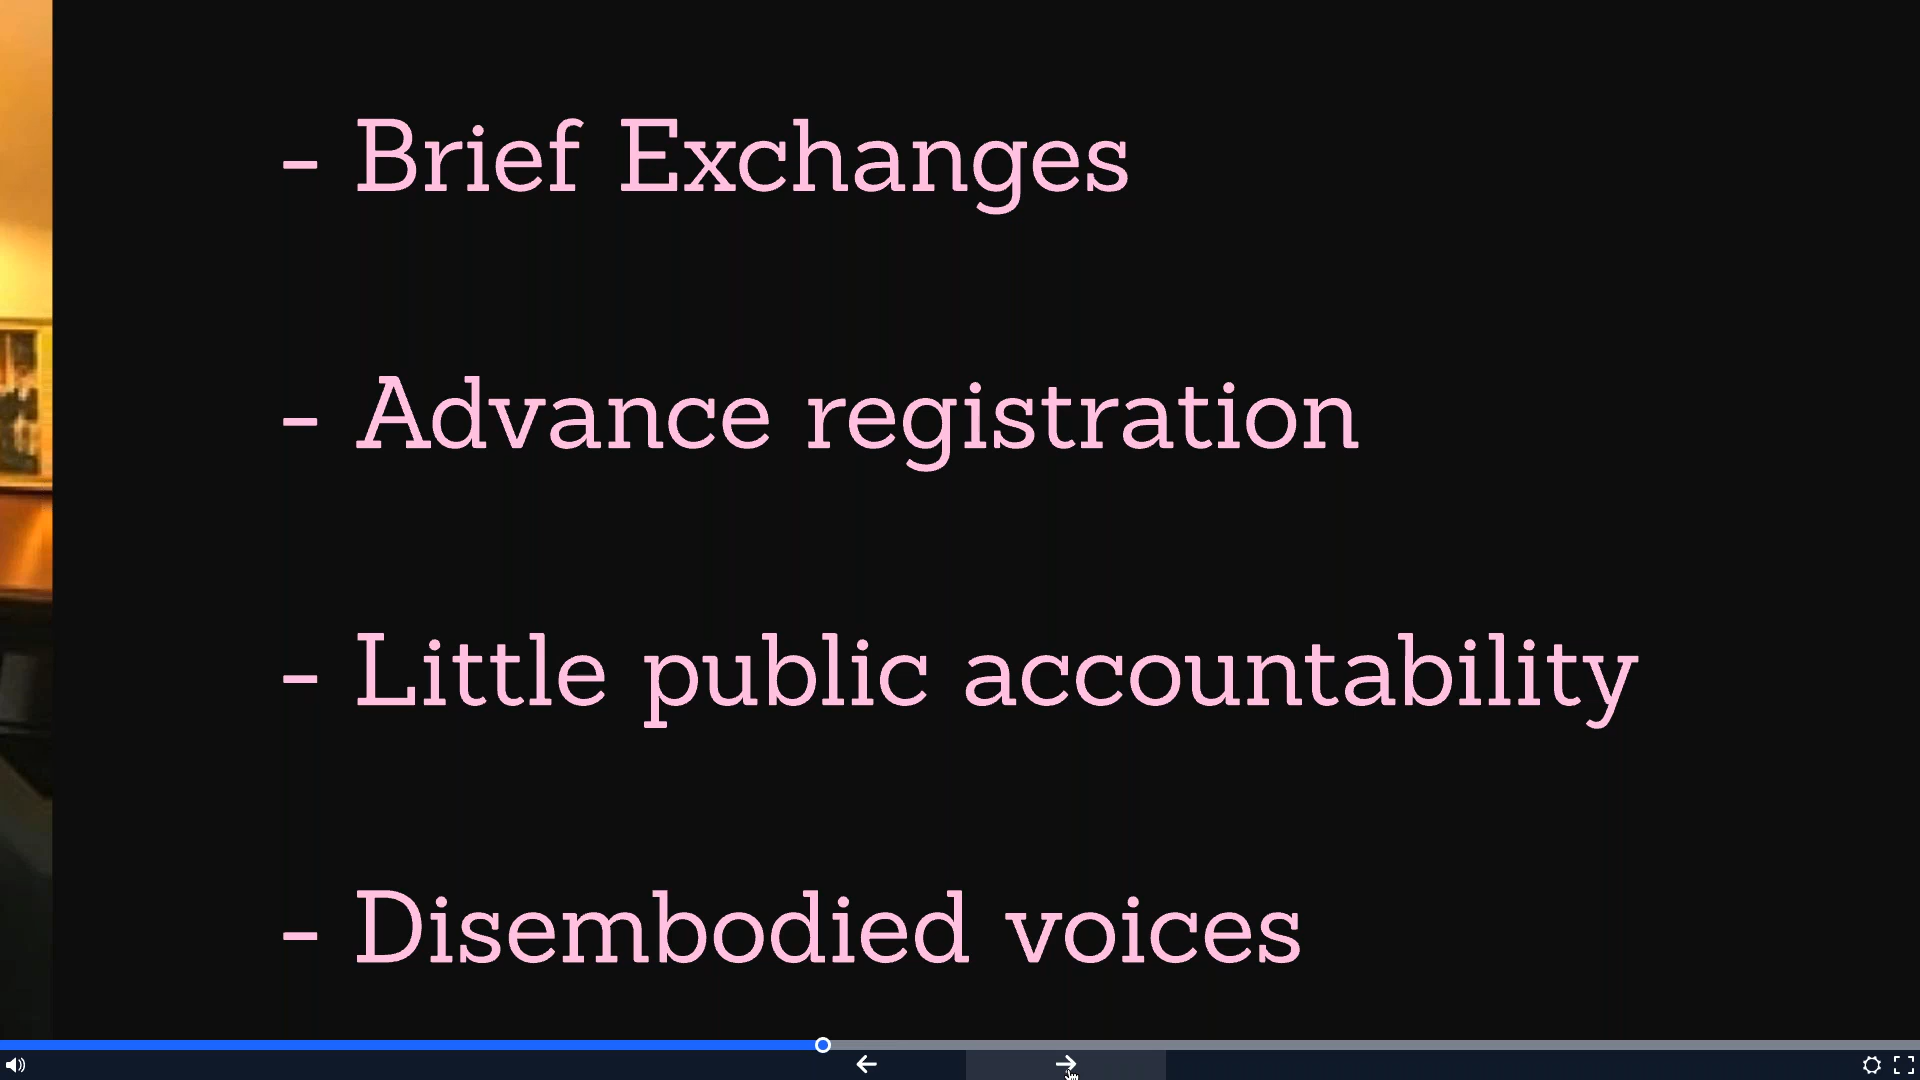 - Brief Exchanges
- Advance registration
- Little public accountability
- Disembodied voices